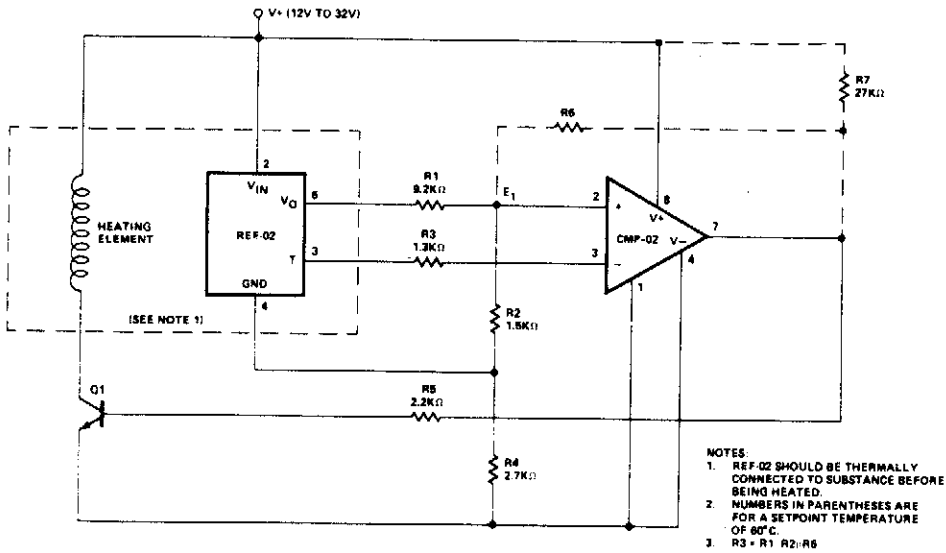 V+ (12V TO 32V)
R7
27KΩ
R6
2
VIN
VO
6
R1
9.2KΩ
E1
2
+
8
V+
7
HEATING
ELEMENT
REF-02
3
T
R3
1.3KΩ
3
−
CMP-02
V−
4
GND
4
1
(SEE NOTE 1)
R2
1.5KΩ
Q1
R5
2.2KΩ
R4
2.7KΩ
NOTES:
1. REF-02 SHOULD BE THERMALLY
CONNECTED TO SUBSTANCE BEFORE
BEING HEATED.
2. NUMBERS IN PARENTHESES ARE
FOR A SETPOINT TEMPERATURE
OF 60°C.
3. R3 = R1 R2||R6